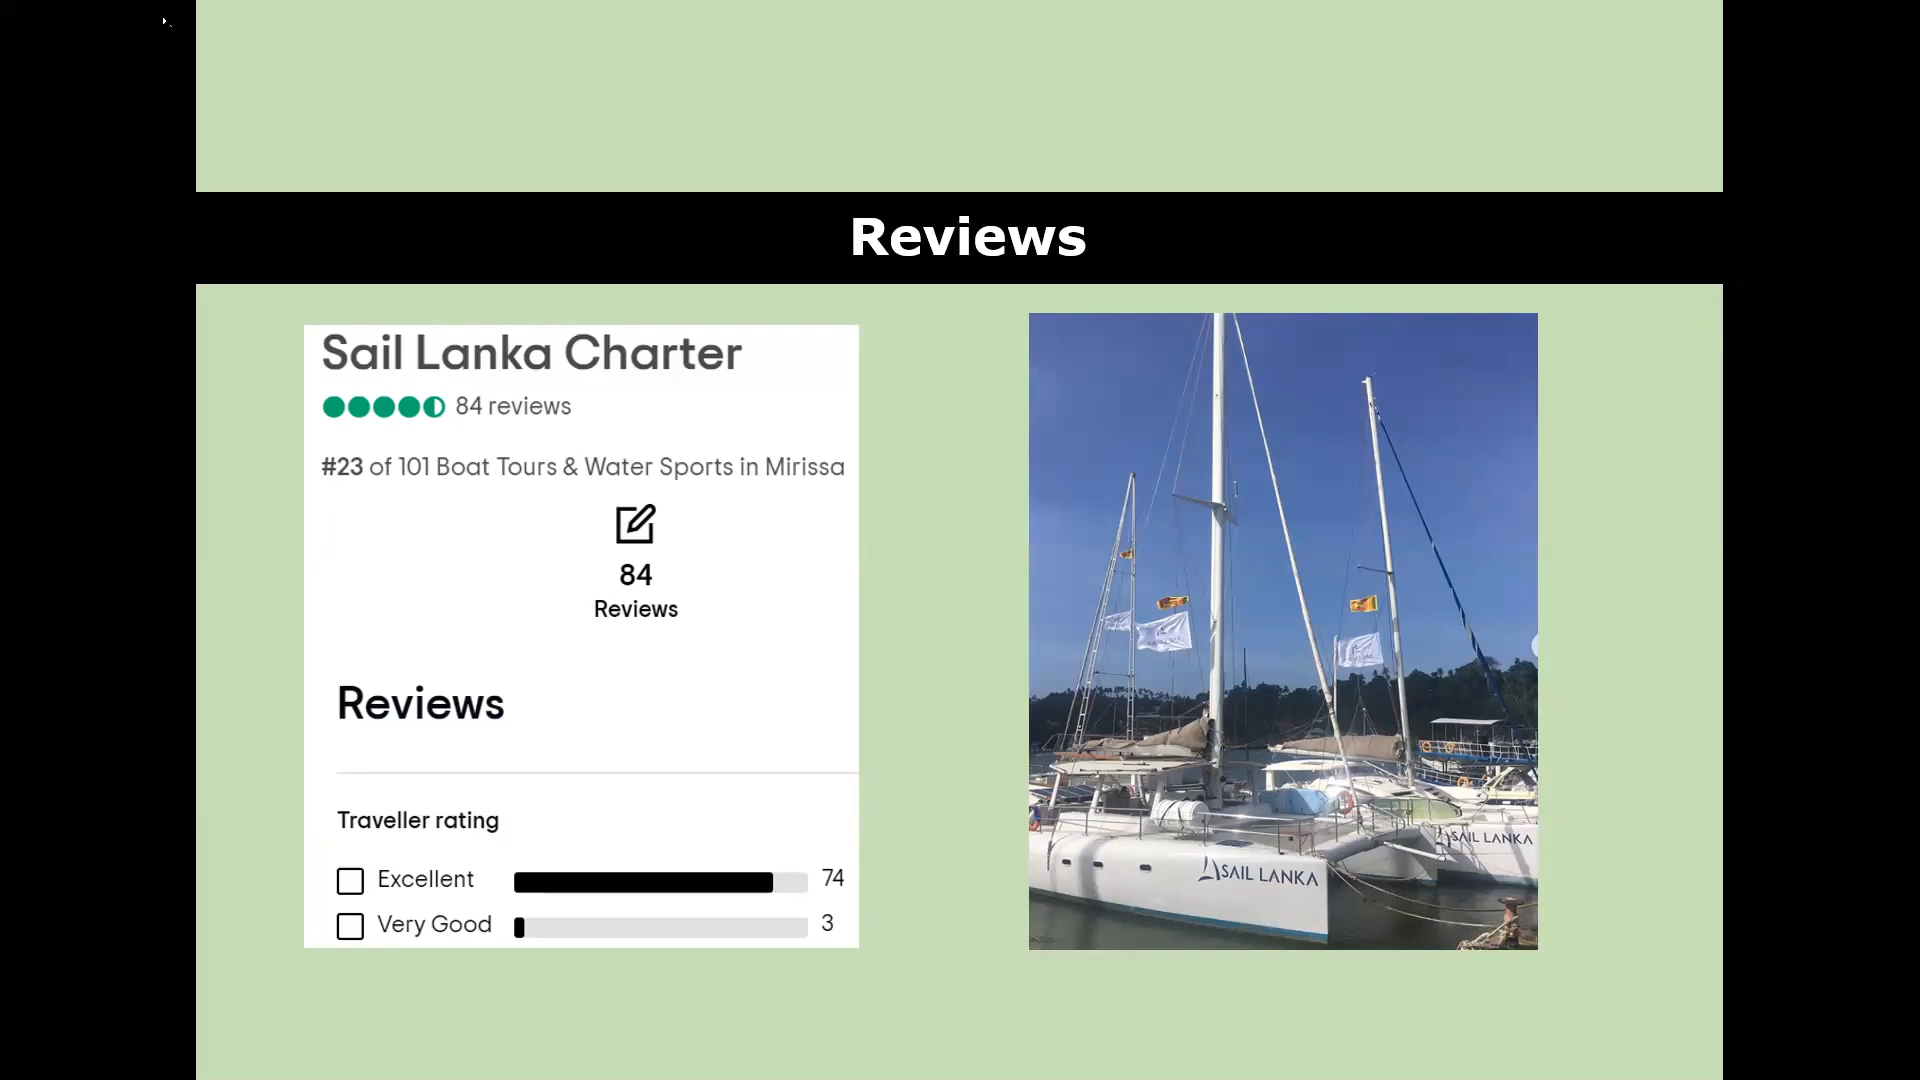 Reviews
Sail Lanka Charter
84 reviews
#23 of 101 Boat Tours & Water Sports in Mirissa
84
Reviews
Reviews
Traveller rating
Excellent 74
Very Good 3
SAIL LANKA
SAIL LANKA